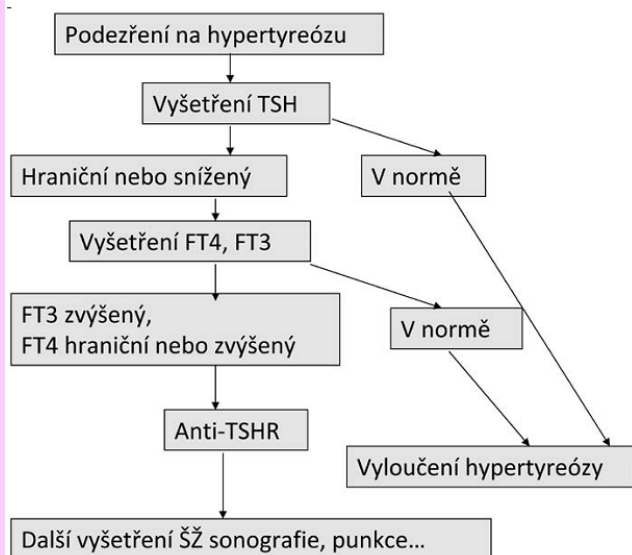 Podezření na hypertyreózu
Vyšetření TSH
Hraniční nebo snížený
V normě
Vyšetření FT4, FT3
FT3 zvýšený,
FT4 hraniční nebo zvýšený
V normě
Anti-TSHR
Vyloučení hypertyreózy
Další vyšetření ŠŽ sonografie, punkce...